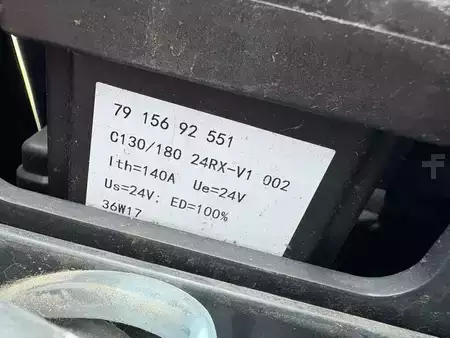 79 156 92 551
C130/180 24RX-V1 002
Ith=140A Ue=24V
Us=24V; ED=100%
36W17
f